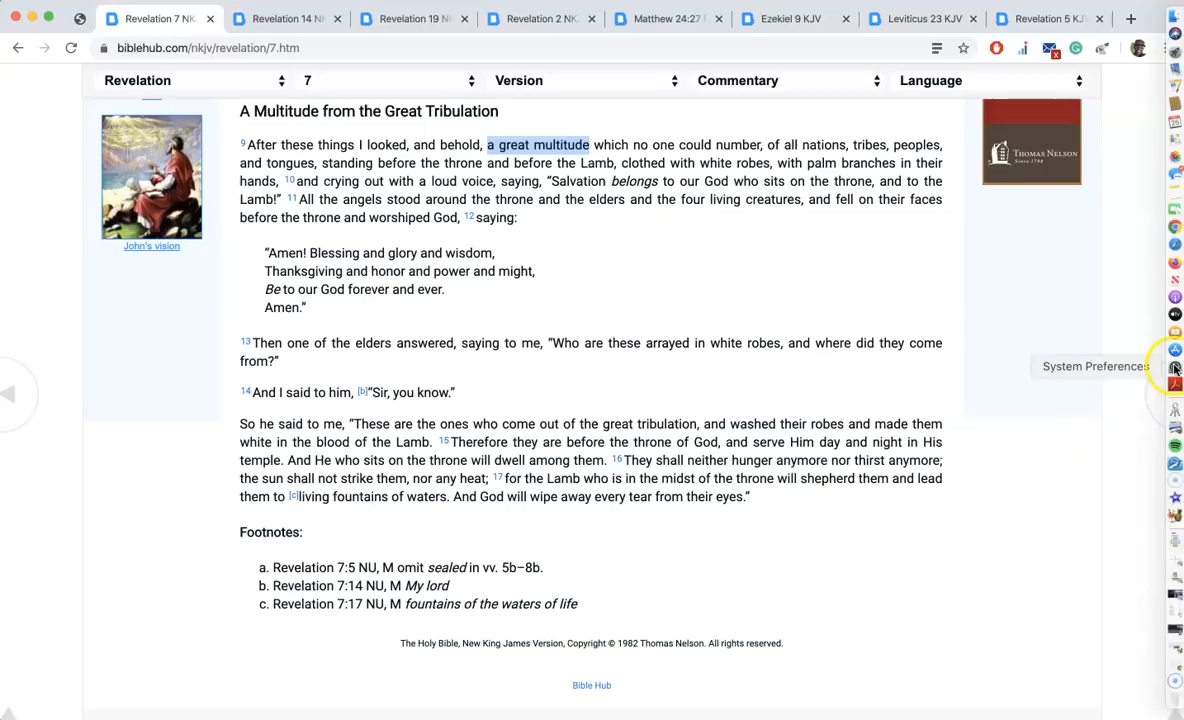 Revelation 7 NK
Revelation 14 NK
Revelation 19 NK
Revelation 2 NK
Matthew 24:27
Ezekiel 9 KJV
Leviticus 23 KJV
Revelation 5 KJV
biblehub.com/nkjv/revelation/7.htm
Revelation 7 Version Commentary Language
A Multitude from the Great Tribulation
9After these things I looked, and behold, a great multitude which no one could number, of all nations, tribes, peoples,
and tongues, standing before the throne and before the Lamb, clothed with white robes, with palm branches in their
hands, 10and crying out with a loud voice, saying, “Salvation belongs to our God who sits on the throne, and to the
Lamb!” 11All the angels stood around the throne and the elders and the four living creatures, and fell on their faces
before the throne and worshiped God, 12saying:
“Amen! Blessing and glory and wisdom,
Thanksgiving and honor and power and might,
Be to our God forever and ever.
Amen.”
13Then one of the elders answered, saying to me, “Who are these arrayed in white robes, and where did they come
from?”
14And I said to him, [b]“Sir, you know.”
So he said to me, “These are the ones who come out of the great tribulation, and washed their robes and made them
white in the blood of the Lamb. 15Therefore they are before the throne of God, and serve Him day and night in His
temple. And He who sits on the throne will dwell among them. 16They shall neither hunger anymore nor thirst anymore;
the sun shall not strike them, nor any heat; 17for the Lamb who is in the midst of the throne will shepherd them and lead
them to [c]living fountains of waters. And God will wipe away every tear from their eyes.”
Footnotes:
a. Revelation 7:5 NU, M omit sealed in vv. 5b–8b.
b. Revelation 7:14 NU, M My lord
c. Revelation 7:17 NU, M fountains of the waters of life
The Holy Bible, New King James Version, Copyright © 1982 Thomas Nelson. All rights reserved.
Bible Hub
John's vision
THOMAS NELSON
Since 1798
System Preferences